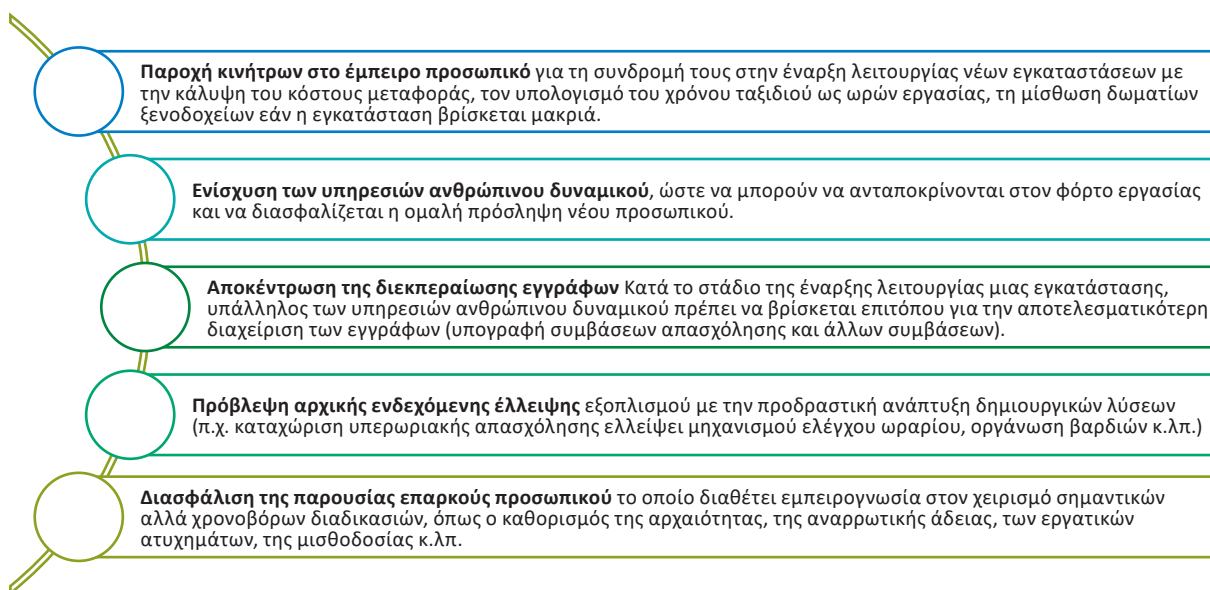 Παροχή κινήτρων στο έμπειρο προσωπικό για τη συνδρομή τους στην έναρξη λειτουργίας νέων εγκαταστάσεων με
την κάλυψη του κόστους μεταφοράς, τον υπολογισμό του χρόνου ταξιδιού ως ωρών εργασίας, τη μίσθωση δωματίων
ξενοδοχείων εάν η εγκατάσταση βρίσκεται μακριά.
Ενίσχυση των υπηρεσιών ανθρώπινου δυναμικού, ώστε να μπορούν να ανταποκρίνονται στον φόρτο εργασίας
και να διασφαλίζεται η ομαλή πρόσληψη νέου προσωπικού.
Αποκέντρωση της διεκπεραίωσης εγγράφων Κατά το στάδιο της έναρξης λειτουργίας μιας εγκατάστασης,
υπάλληλος των υπηρεσιών ανθρώπινου δυναμικού πρέπει να βρίσκεται επιτόπου για την αποτελεσματικότερη
διαχείριση των εγγράφων (υπογραφή συμβάσεων απασχόλησης και άλλων συμβάσεων).
Πρόβλεψη αρχικής ενδεχόμενης έλλειψης εξοπλισμού με την προδραστική ανάπτυξη δημιουργικών λύσεων
(π.χ. καταχώριση υπερωριακής απασχόλησης ελλείψει μηχανισμού ελέγχου ωραρίου, οργάνωση βαρδιών κ.λπ.)
Διασφάλιση της παρουσίας επαρκούς προσωπικού το οποίο διαθέτει εμπειρογνωσία στον χειρισμό σημαντικών
αλλά χρονοβόρων διαδικασιών, όπως ο καθορισμός της αρχαιότητας, της αναρρωτικής άδειας, των εργατικών
ατυχημάτων, της μισθοδοσίας κ.λπ.